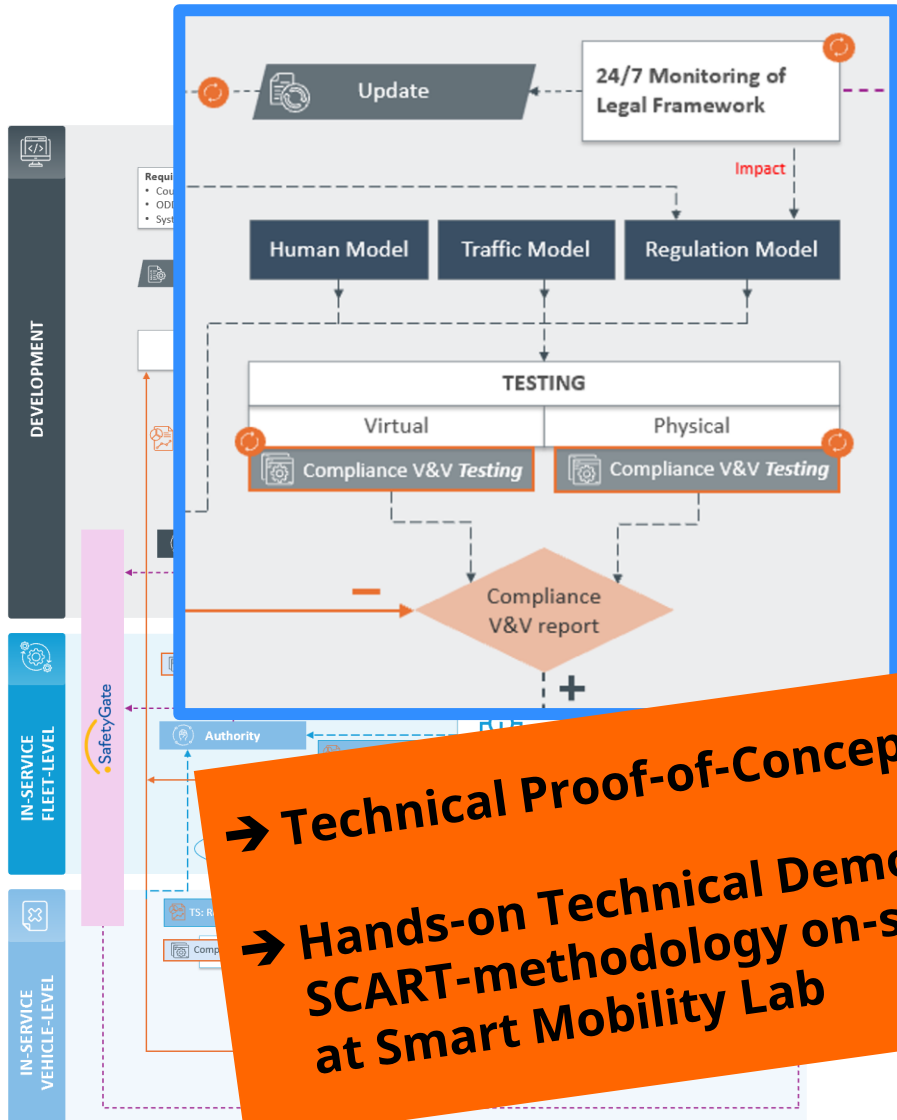 Update
24/7 Monitoring of
Legal Framework
Impact
Human Model
Traffic Model
Regulation Model
TESTING
Virtual
Physical
Compliance V&V Testing
Compliance V&V Testing
Compliance
V&V report
DEVELOPMENT
IN-SERVICE
FLEET-LEVEL
IN-SERVICE
VEHICLE-LEVEL
SafetyGate
Authority
TS:
➔ Technical Proof-of-Concep
➔ Hands-on Technical Demo
SCART-methodology on-s
at Smart Mobility Lab